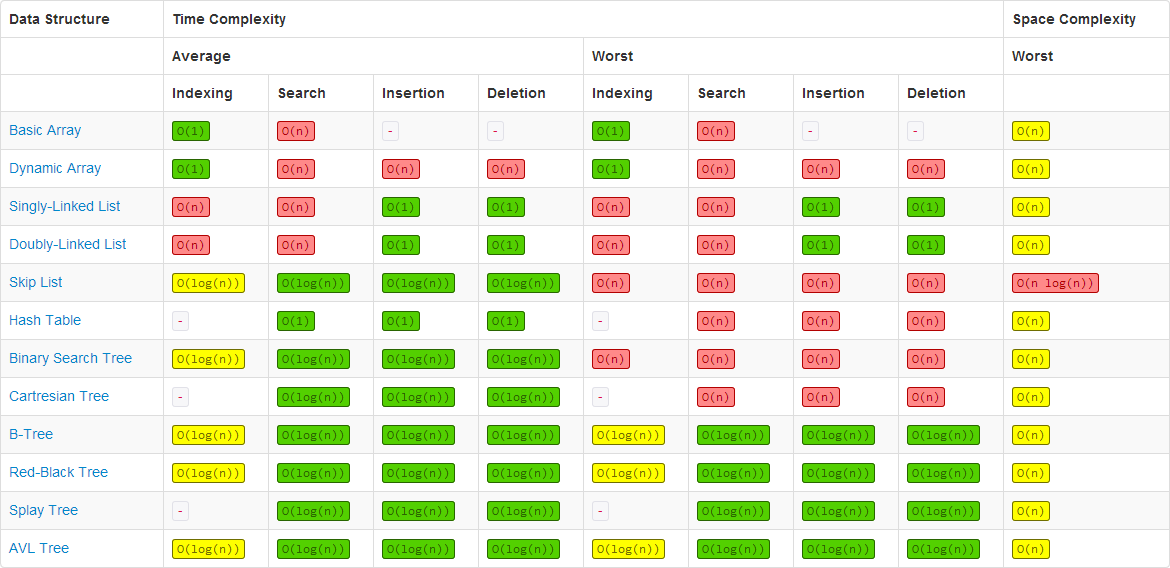 Data Structure Time Complexity Space Complexity
Average Worst Worst
Indexing Search Insertion Deletion Indexing Search Insertion Deletion
Basic Array O(1) O(n) - - O(1) O(n) - - O(n)
Dynamic Array O(1) O(n) O(n) O(n) O(1) O(n) O(n) O(n) O(n)
Singly-Linked List O(n) O(n) O(1) O(1) O(n) O(n) O(1) O(1) O(n)
Doubly-Linked List O(n) O(n) O(1) O(1) O(n) O(n) O(1) O(1) O(n)
Skip List O(log(n)) O(log(n)) O(log(n)) O(log(n)) O(n) O(n) O(n) O(n) O(n log(n))
Hash Table - O(1) O(1) O(1) - O(n) O(n) O(n) O(n)
Binary Search Tree O(log(n)) O(log(n)) O(log(n)) O(log(n)) O(n) O(n) O(n) O(n) O(n)
Cartresian Tree - O(log(n)) O(log(n)) O(log(n)) - O(n) O(n) O(n) O(n)
B-Tree O(log(n)) O(log(n)) O(log(n)) O(log(n)) O(log(n)) O(log(n)) O(log(n)) O(log(n)) O(n)
Red-Black Tree O(log(n)) O(log(n)) O(log(n)) O(log(n)) O(log(n)) O(log(n)) O(log(n)) O(log(n)) O(n)
Splay Tree - O(log(n)) O(log(n)) O(log(n)) - O(log(n)) O(log(n)) O(log(n)) O(n)
AVL Tree O(log(n)) O(log(n)) O(log(n)) O(log(n)) O(log(n)) O(log(n)) O(log(n)) O(log(n)) O(n)